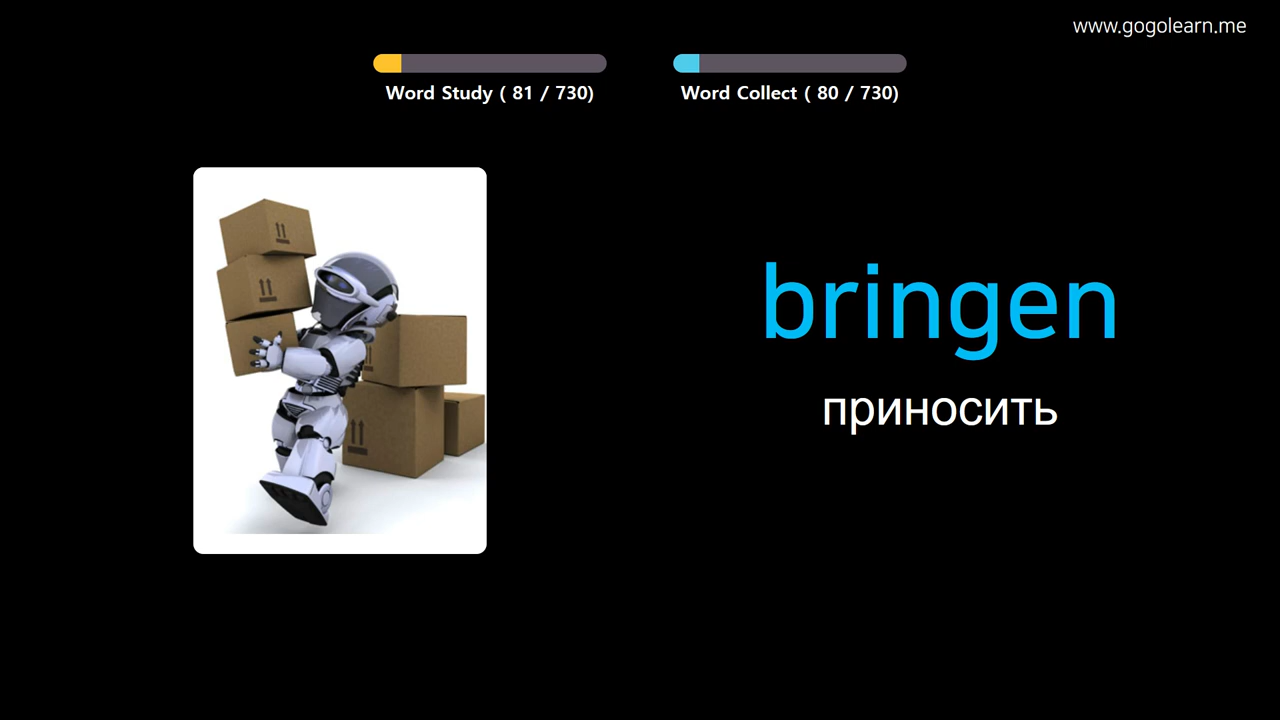 www.gogolearn.me
Word Study ( 81 / 730)
Word Collect ( 80 / 730)
bringen
приносить